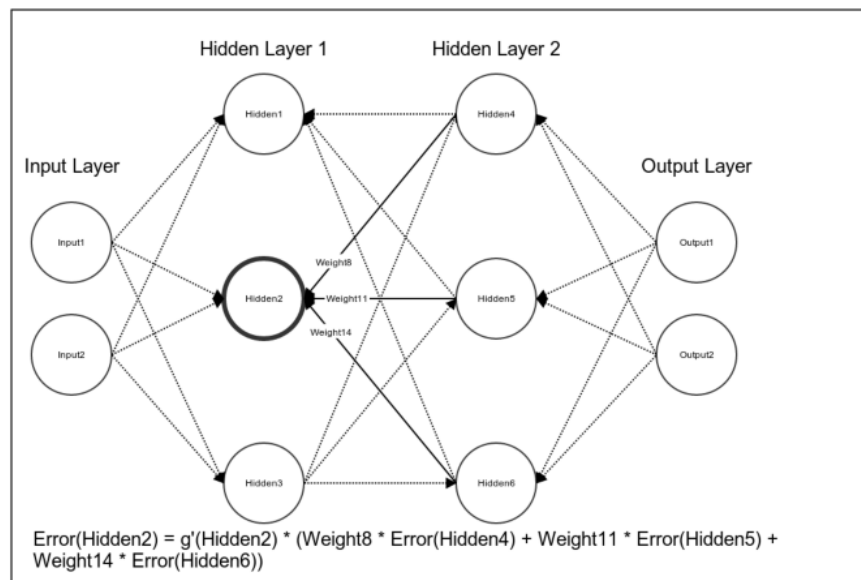 Hidden Layer 1
Hidden Layer 2
Hidden1
Hidden4
Input Layer
Output Layer
Input1
Output1
Weight8
Hidden2
Weight11
Hidden5
Weight14
Input2
Output2
Hidden3
Hidden6
Error(Hidden2) = g'(Hidden2) * (Weight8 * Error(Hidden4) + Weight11 * Error(Hidden5) +
Weight14 * Error(Hidden6))